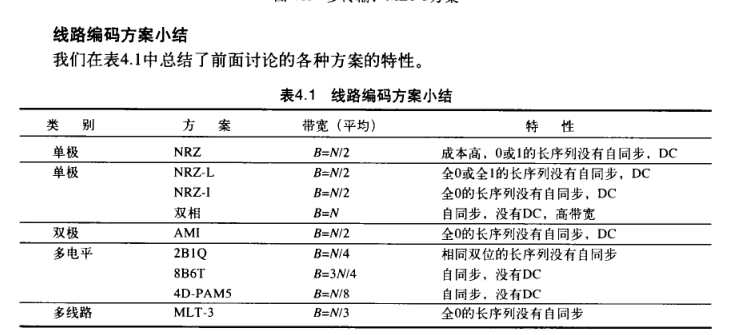 线路编码方案小结
我们在表4.1中总结了前面讨论的各种方案的特性。
表4.1 线路编码方案小结
类 别 方 案 带宽（平均） 特 性
单极 NRZ B=N/2 成本高，0或1的长序列没有自同步，DC
单极 NRZ-L B=N/2 全0或全1的长序列没有自同步，DC
NRZ-I B=N/2 全0的长序列没有自同步，DC
双相 B=N 自同步，没有DC，高带宽
双极 AMI B=N/2 全0的长序列没有自同步，DC
多电平 2B1Q B=N/4 相同双位的长序列没有自同步
8B6T B=3N/4 自同步，没有DC
4D-PAM5 B=N/8 自同步，没有DC
多线路 MLT-3 B=N/3 全0的长序列没有自同步